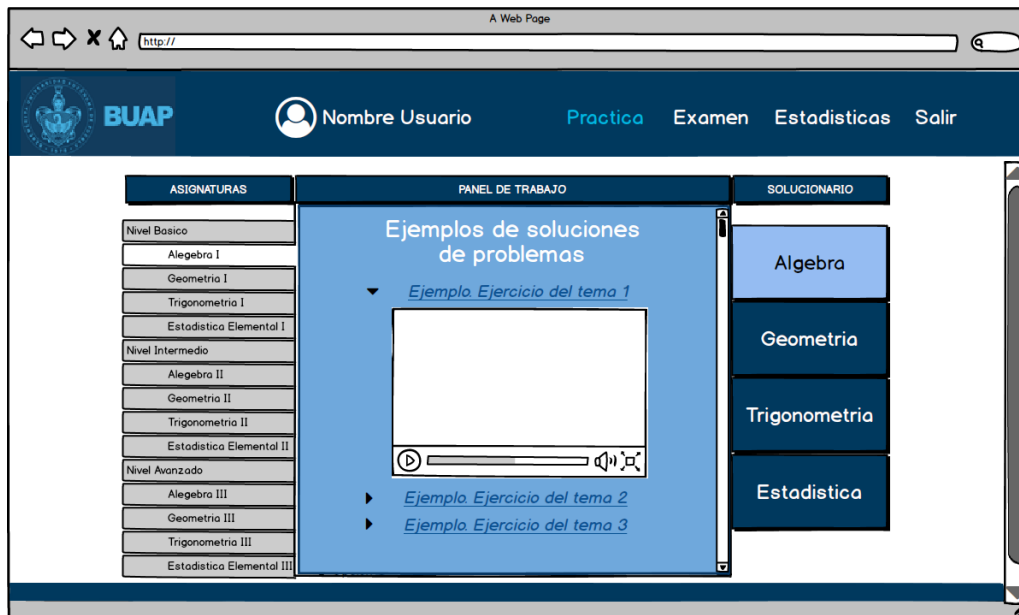 A Web Page
http://
BUAP
Nombre Usuario
Practica
Examen
Estadisticas
Salir
ASIGNATURAS
Nivel Basico
Alegebra I
Geometria I
Trigonometria I
Estadistica Elemental I
Nivel Intermedio
Alegebra II
Geometria II
Trigonometria II
Estadistica Elemental II
Nivel Avanzado
Alegebra III
Geometria III
Trigonometria III
Estadistica Elemental III
PANEL DE TRABAJO
Ejemplos de soluciones
de problemas
Ejemplo. Ejercicio del tema 1
Ejemplo. Ejercicio del tema 2
Ejemplo. Ejercicio del tema 3
SOLUCIONARIO
Algebra
Geometria
Trigonometria
Estadistica